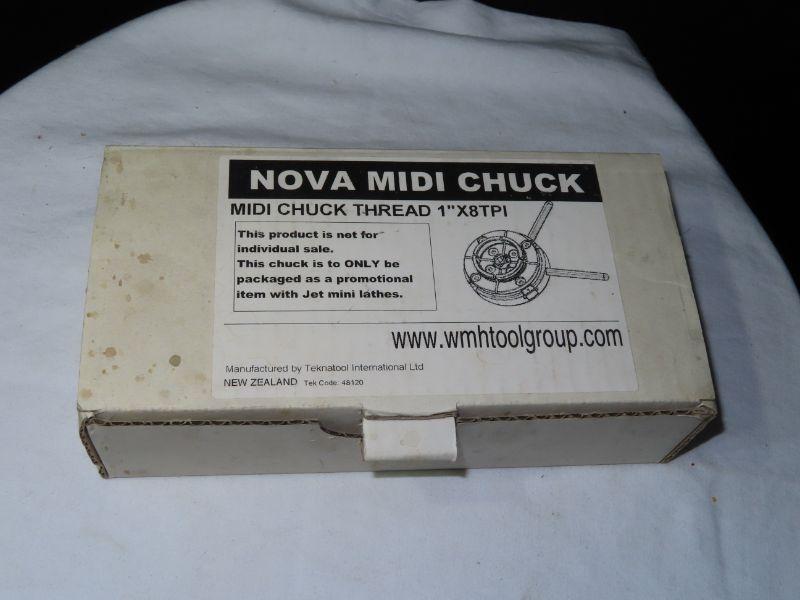 NOVA MIDI CHUCK
MIDI CHUCK THREAD 1"X8TPI
This product is not for
individual sale.
This chuck is to ONLY be
packaged as a promotional
item with Jet mini lathes.
www.wmhtoolgroup.com
Manufactured by Teknatool International Ltd
NEW ZEALAND Tek Code: 48120